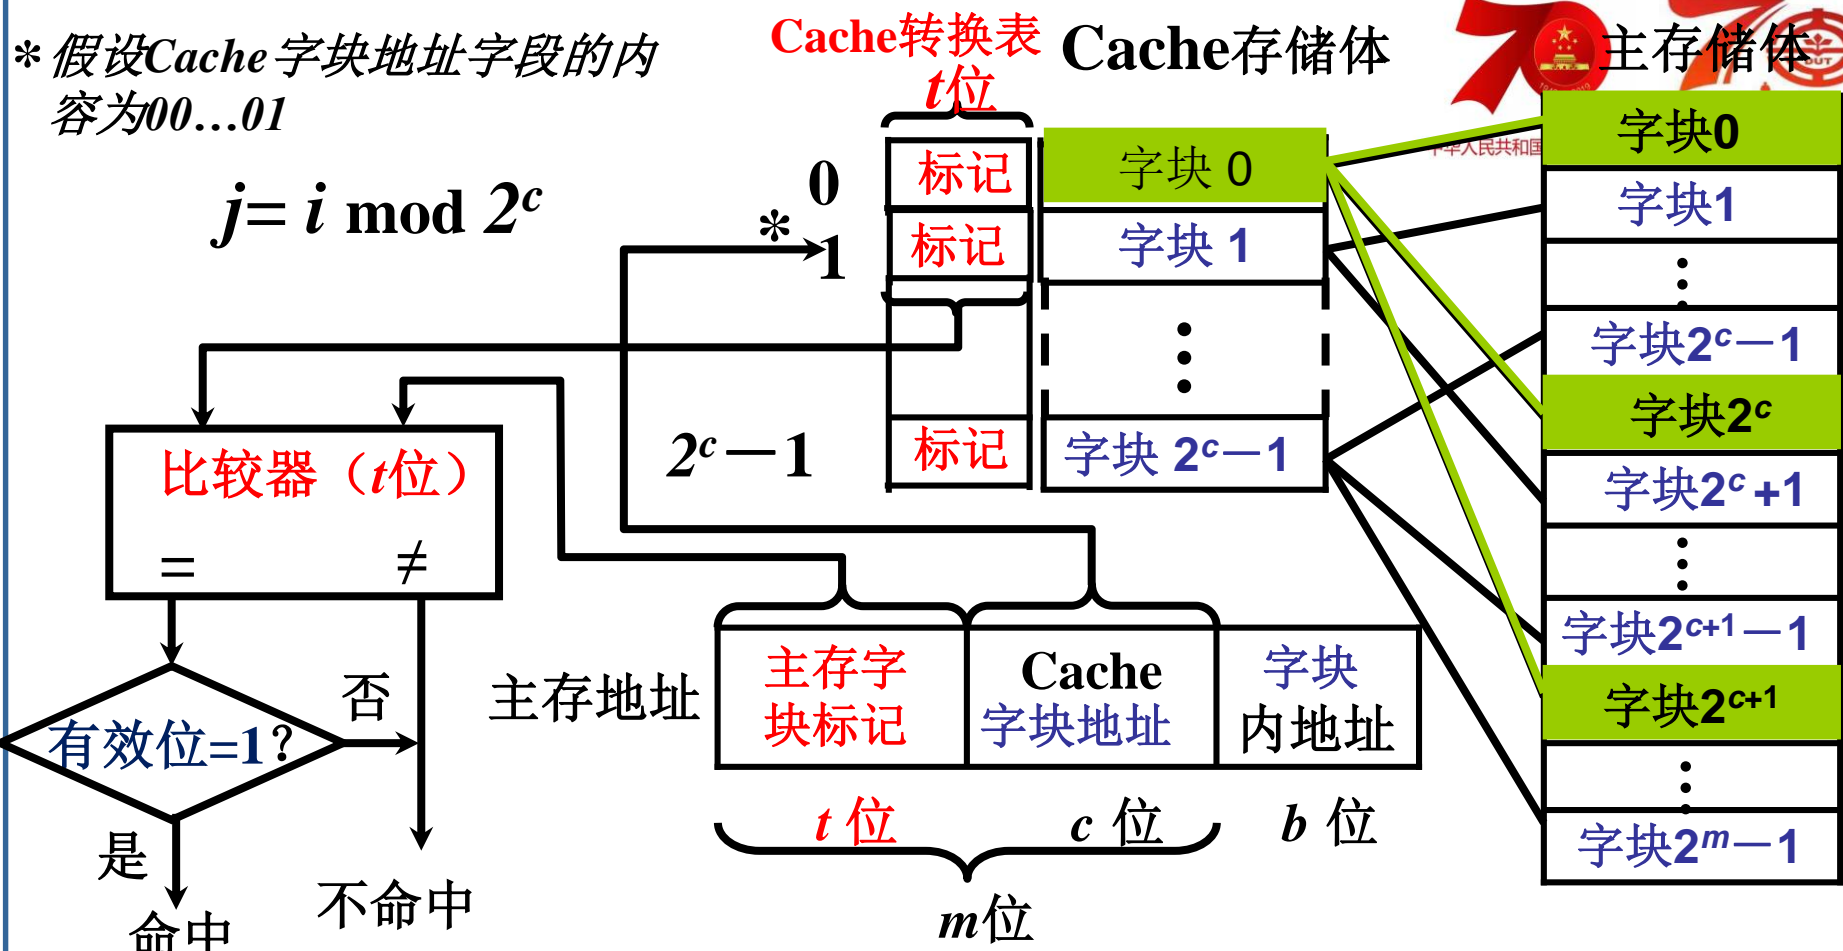 * 假设Cache字块地址字段的内
容为00…01
j= i mod 2ᶜ
Cache转换表
t位
Cache存储体
主存储体
0
标记
字块 0
* 1
标记
字块 1
2ᶜ－1
标记
字块 2ᶜ－1
字块0
字块1
字块2ᶜ－1
字块2ᶜ
字块2ᶜ +1
字块2ᶜ⁺¹－1
字块2ᶜ⁺¹
字块2ᵐ－1
比较器（t位）
= ≠
有效位=1?
否
是
命中
不命中
主存地址
主存字
块标记
Cache
字块地址
字块
内地址
t 位
c 位
b 位
m位